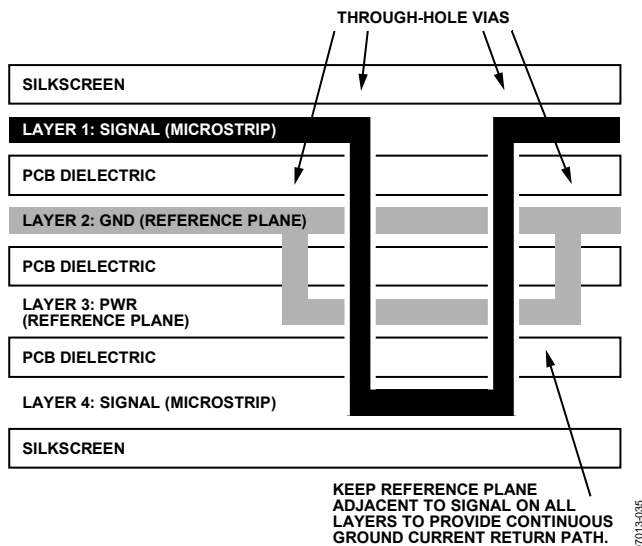 THROUGH-HOLE VIAS
SILKSCREEN
LAYER 1: SIGNAL (MICROSTRIP)
PCB DIELECTRIC
LAYER 2: GND (REFERENCE PLANE)
PCB DIELECTRIC
LAYER 3: PWR
(REFERENCE PLANE)
PCB DIELECTRIC
LAYER 4: SIGNAL (MICROSTRIP)
SILKSCREEN
KEEP REFERENCE PLANE
ADJACENT TO SIGNAL ON ALL
LAYERS TO PROVIDE CONTINUOUS
GROUND CURRENT RETURN PATH.